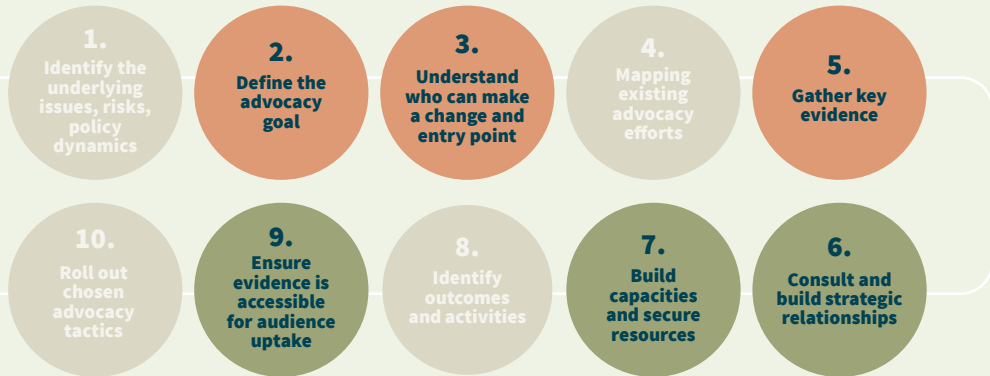 1.
Identify the
underlying
issues, risks,
policy
dynamics
2.
Define the
advocacy
goal
3.
Understand
who can make
a change and
entry point
4.
Mapping
existing
advocacy
efforts
5.
Gather key
evidence
6.
Consult and
build strategic
relationships
7.
Build
capacities
and secure
resources
8.
Identify
outcomes
and activities
9.
Ensure
evidence is
accessible
for audience
uptake
10.
Roll out
chosen
advocacy
tactics